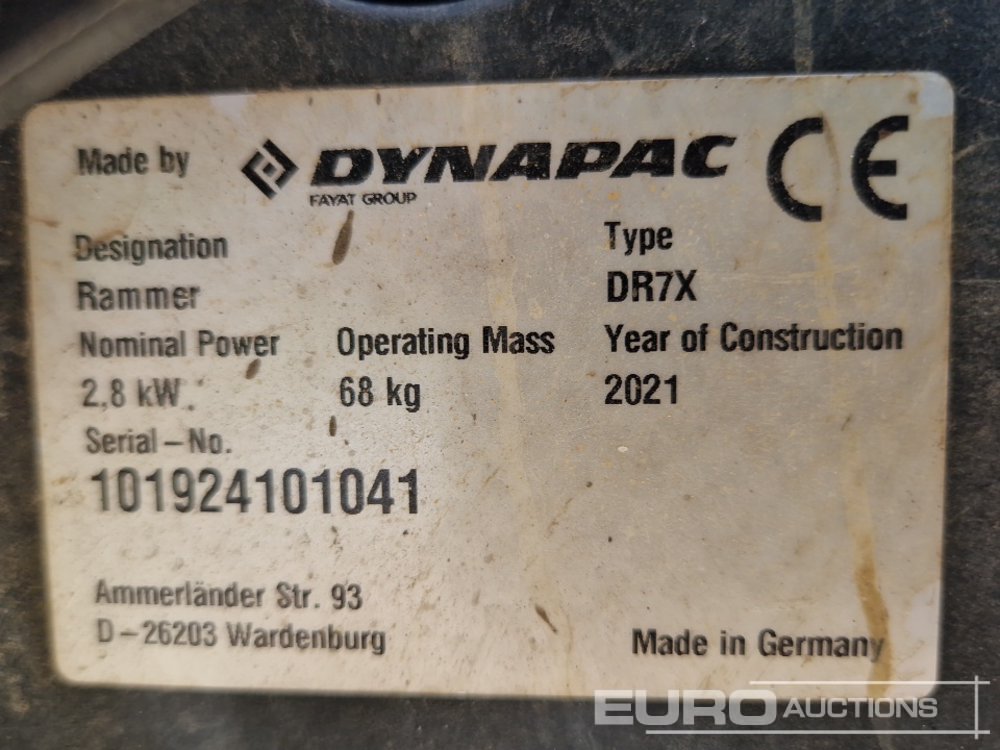 Made by DYNAPAC CE
FAYAT GROUP
Designation Type
Rammer DR7X
Nominal Power Operating Mass Year of Construction
2,8 kW 68 kg 2021
Serial-No.
101924101041
Ammerländer Str. 93
D-26203 Wardenburg Made in Germany
EURO AUCTIONS